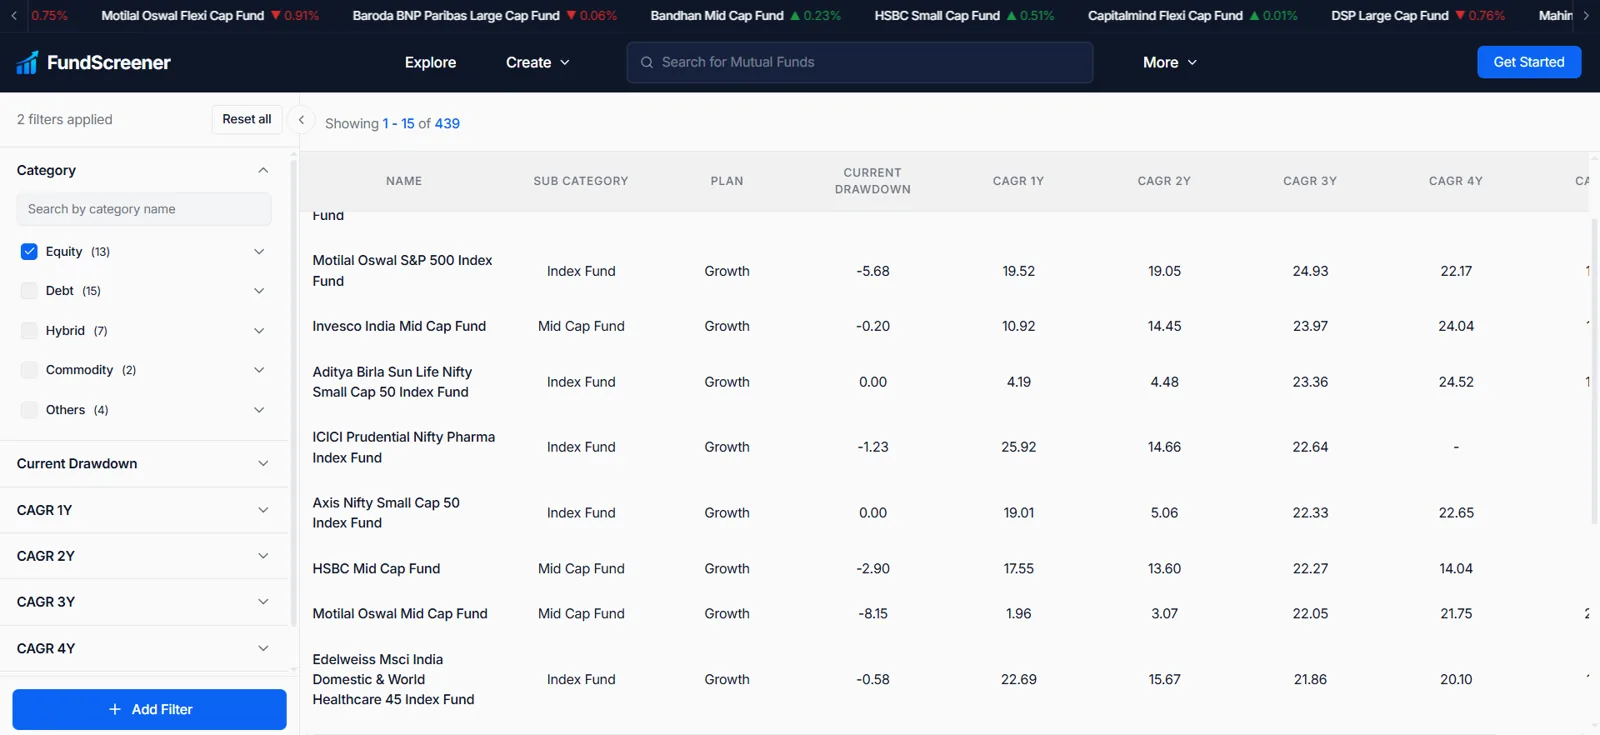 0.75% Motilal Oswal Flexi Cap Fund ▼ 0.91% Baroda BNP Paribas Large Cap Fund ▼ 0.06% Bandhan Mid Cap Fund ▲ 0.23% HSBC Small Cap Fund ▲ 0.51% Capitalmind Flexi Cap Fund ▲ 0.01% DSP Large Cap Fund ▼ 0.76% Mahin
FundScreener Explore Create Search for Mutual Funds More Get Started
2 filters applied Reset all
Showing 1 - 15 of 439
Category
Search by category name
Equity (13)
Debt (15)
Hybrid (7)
Commodity (2)
Others (4)
Current Drawdown
CAGR 1Y
CAGR 2Y
CAGR 3Y
CAGR 4Y
+ Add Filter
NAME SUB CATEGORY PLAN CURRENT DRAWDOWN CAGR 1Y CAGR 2Y CAGR 3Y CAGR 4Y CA
Fund
Motilal Oswal S&P 500 Index
Fund
Index Fund Growth -5.68 19.52 19.05 24.93 22.17
Invesco India Mid Cap Fund Mid Cap Fund Growth -0.20 10.92 14.45 23.97 24.04
Aditya Birla Sun Life Nifty
Small Cap 50 Index Fund
Index Fund Growth 0.00 4.19 4.48 23.36 24.52
ICICI Prudential Nifty Pharma
Index Fund
Index Fund Growth -1.23 25.92 14.66 22.64 -
Axis Nifty Small Cap 50
Index Fund
Index Fund Growth 0.00 19.01 5.06 22.33 22.65
HSBC Mid Cap Fund Mid Cap Fund Growth -2.90 17.55 13.60 22.27 14.04
Motilal Oswal Mid Cap Fund Mid Cap Fund Growth -8.15 1.96 3.07 22.05 21.75
Edelweiss Msci India
Domestic & World
Healthcare 45 Index Fund
Index Fund Growth -0.58 22.69 15.67 21.86 20.10